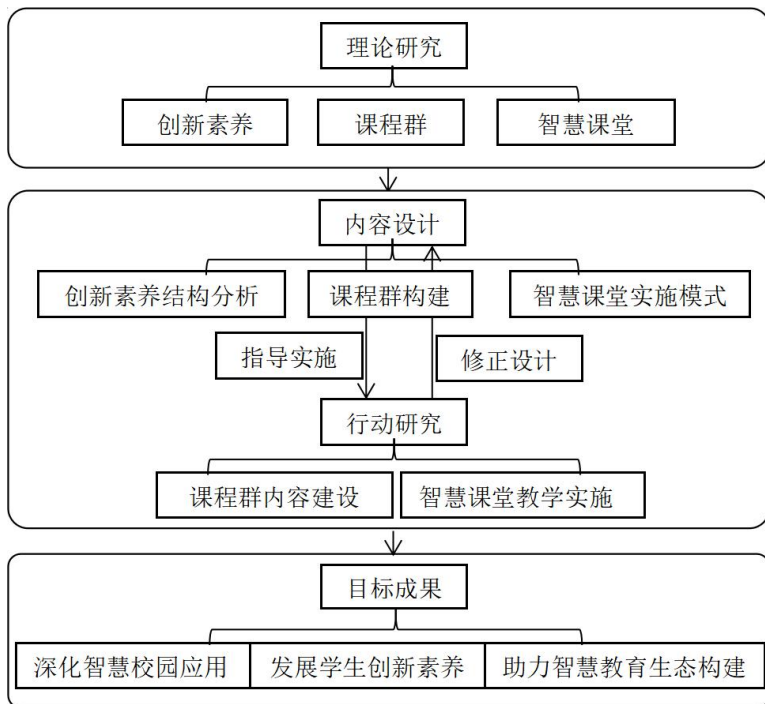 理论研究
创新素养 课程群 智慧课堂
内容设计
创新素养结构分析 课程群构建 智慧课堂实施模式
指导实施 修正设计
行动研究
课程群内容建设 智慧课堂教学实施
目标成果
深化智慧校园应用 发展学生创新素养 助力智慧教育生态构建